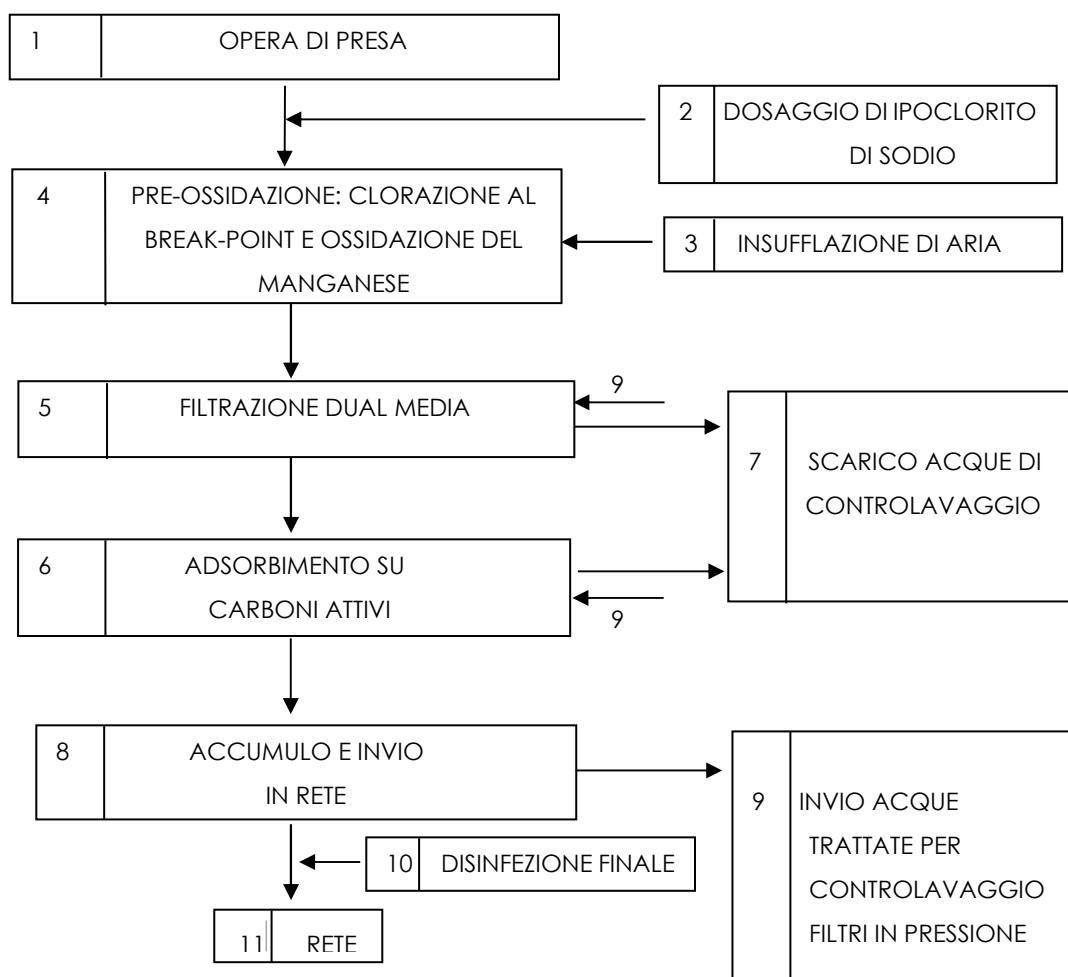 1 OPERA DI PRESA
2 DOSAGGIO DI IPOCLORITO
DI SODIO
4 PRE-OSSIDAZIONE: CLORAZIONE AL
BREAK-POINT E OSSIDAZIONE DEL
MANGANESE
3 INSUFFLAZIONE DI ARIA
5 FILTRAZIONE DUAL MEDIA
9
7 SCARICO ACQUE DI
CONTROLAVAGGIO
6 ADSORBIMENTO SU
CARBONI ATTIVI
9
8 ACCUMULO E INVIO
IN RETE
9 INVIO ACQUE
TRATTATE PER
CONTROLAVAGGIO
FILTRI IN PRESSIONE
10 DISINFEZIONE FINALE
11 RETE